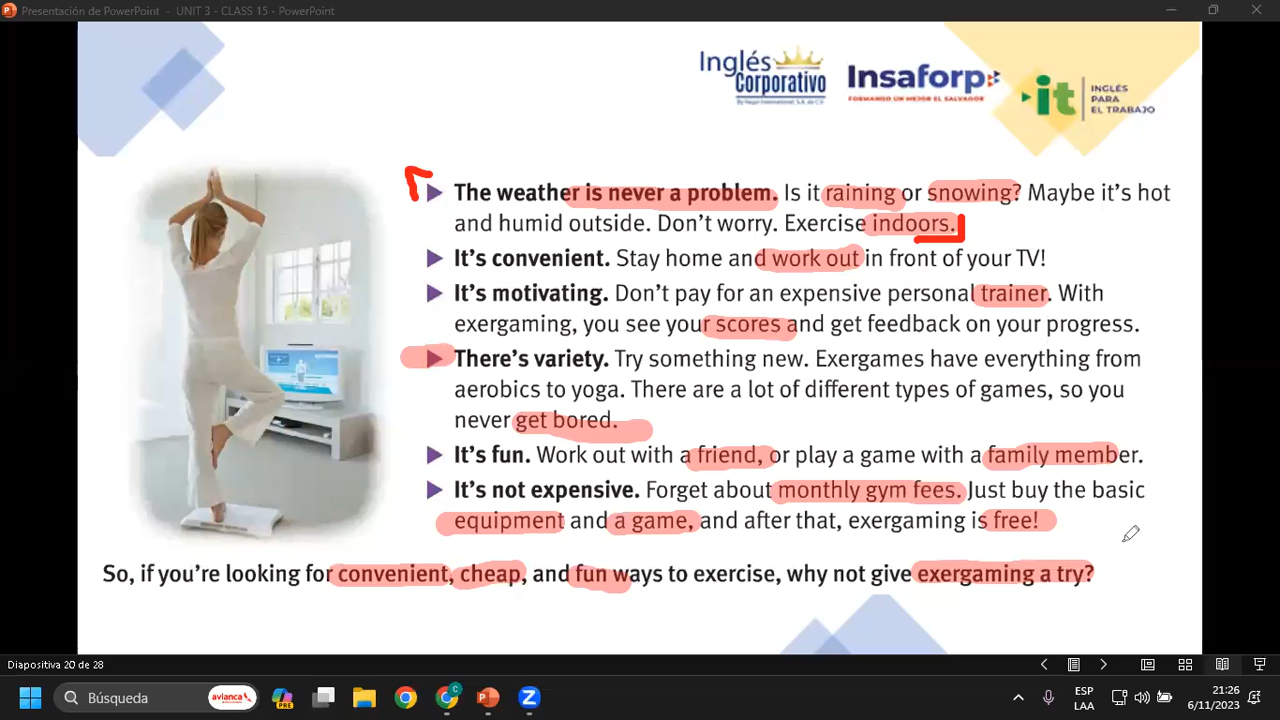 Presentación de PowerPoint - UNIT 3 - CLASS 15 - PowerPoint
Inglés Corporativo
Insaforp
FORMANDO UN MEJOR EL SALVADOR
it INGLÉS PARA EL TRABAJO
The weather is never a problem. Is it raining or snowing? Maybe it's hot
and humid outside. Don't worry. Exercise indoors.
It's convenient. Stay home and work out in front of your TV!
It's motivating. Don't pay for an expensive personal trainer. With
exergaming, you see your scores and get feedback on your progress.
There's variety. Try something new. Exergames have everything from
aerobics to yoga. There are a lot of different types of games, so you
never get bored.
It's fun. Work out with a friend, or play a game with a family member.
It's not expensive. Forget about monthly gym fees. Just buy the basic
equipment and a game, and after that, exergaming is free!
So, if you're looking for convenient, cheap, and fun ways to exercise, why not give exergaming a try?
Diapositiva 20 de 28
Búsqueda
avianca
PRE
C
ESP
LAA
21:26
6/11/2023